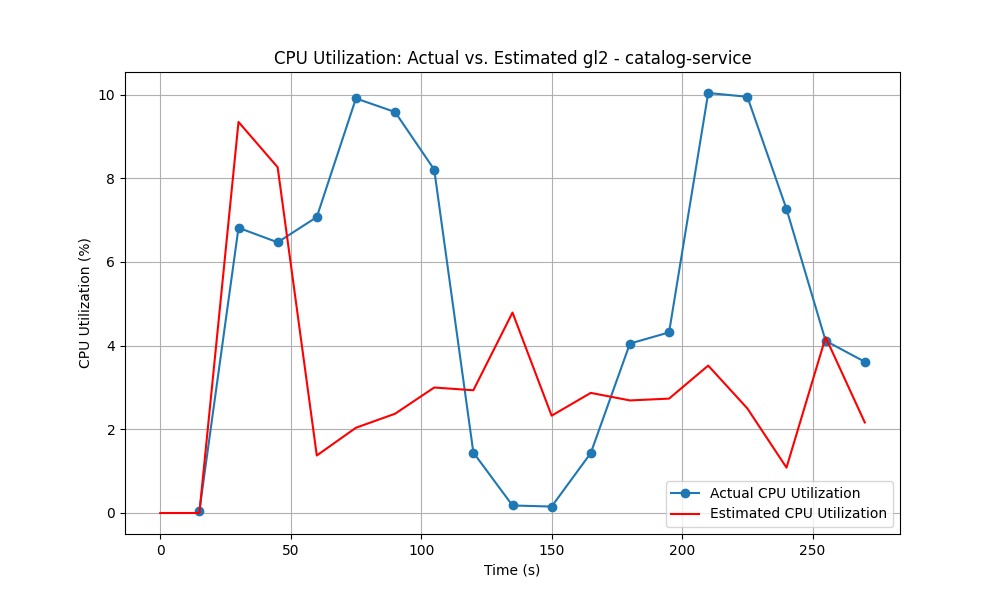 CPU Utilization: Actual vs. Estimated gl2 - catalog-service
CPU Utilization (%)
10
8
6
4
2
0
0 50 100 150 200 250
Time (s)
Actual CPU Utilization
Estimated CPU Utilization